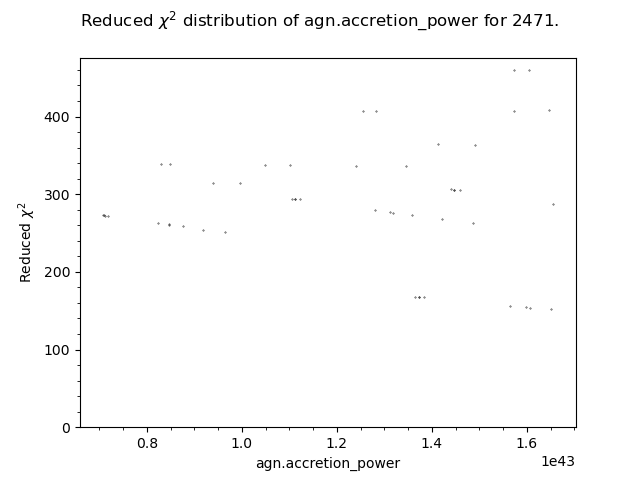 Reduced χ² distribution of agn.accretion_power for 2471.
Reduced χ²
400
300
200
100
0
0.8 1.0 1.2 1.4 1.6
1e43
agn.accretion_power